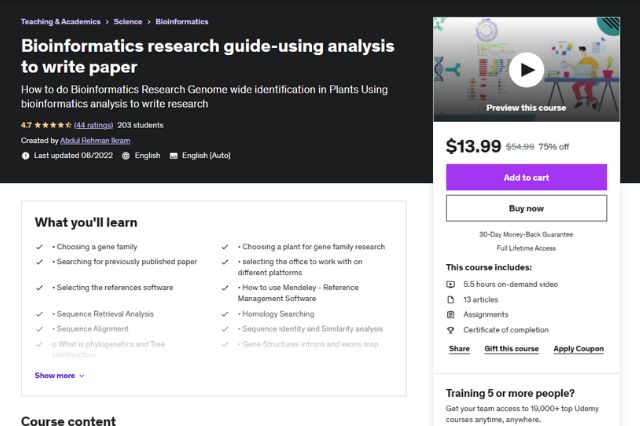 Teaching & Academics > Science > Bioinformatics
Bioinformatics research guide-using analysis
to write paper
How to do Bioinformatics Research Genome wide identification in Plants Using
bioinformatics analysis to write research
4.7 ★★★★★ (44 ratings) 203 students
Created by Abdul Rehman Ikram
Last updated 08/2022 English English [Auto]
Preview this course
$13.99 $54.99 75% off
Add to cart
Buy now
30-Day Money-Back Guarantee
Full Lifetime Access
This course includes:
5.5 hours on-demand video
13 articles
Assignments
Certificate of completion
Share Gift this course Apply Coupon
Training 5 or more people?
Get your team access to 19,000+ top Udemy
courses anytime, anywhere.
What you'll learn
• Choosing a gene family
• Searching for previously published paper
• Selecting the references software
• Sequence Retrieval Analysis
• Sequence Alignment
o What is phylogenetics and Tree
construction
• Choosing a plant for gene family research
• selecting the office to work with on
different platforms
• How to use Mendeley - Reference
Management Software
• Homology Searching
• Sequence identity and Similarity analysis
• Gene Structures introns and exons map
Show more
Course content